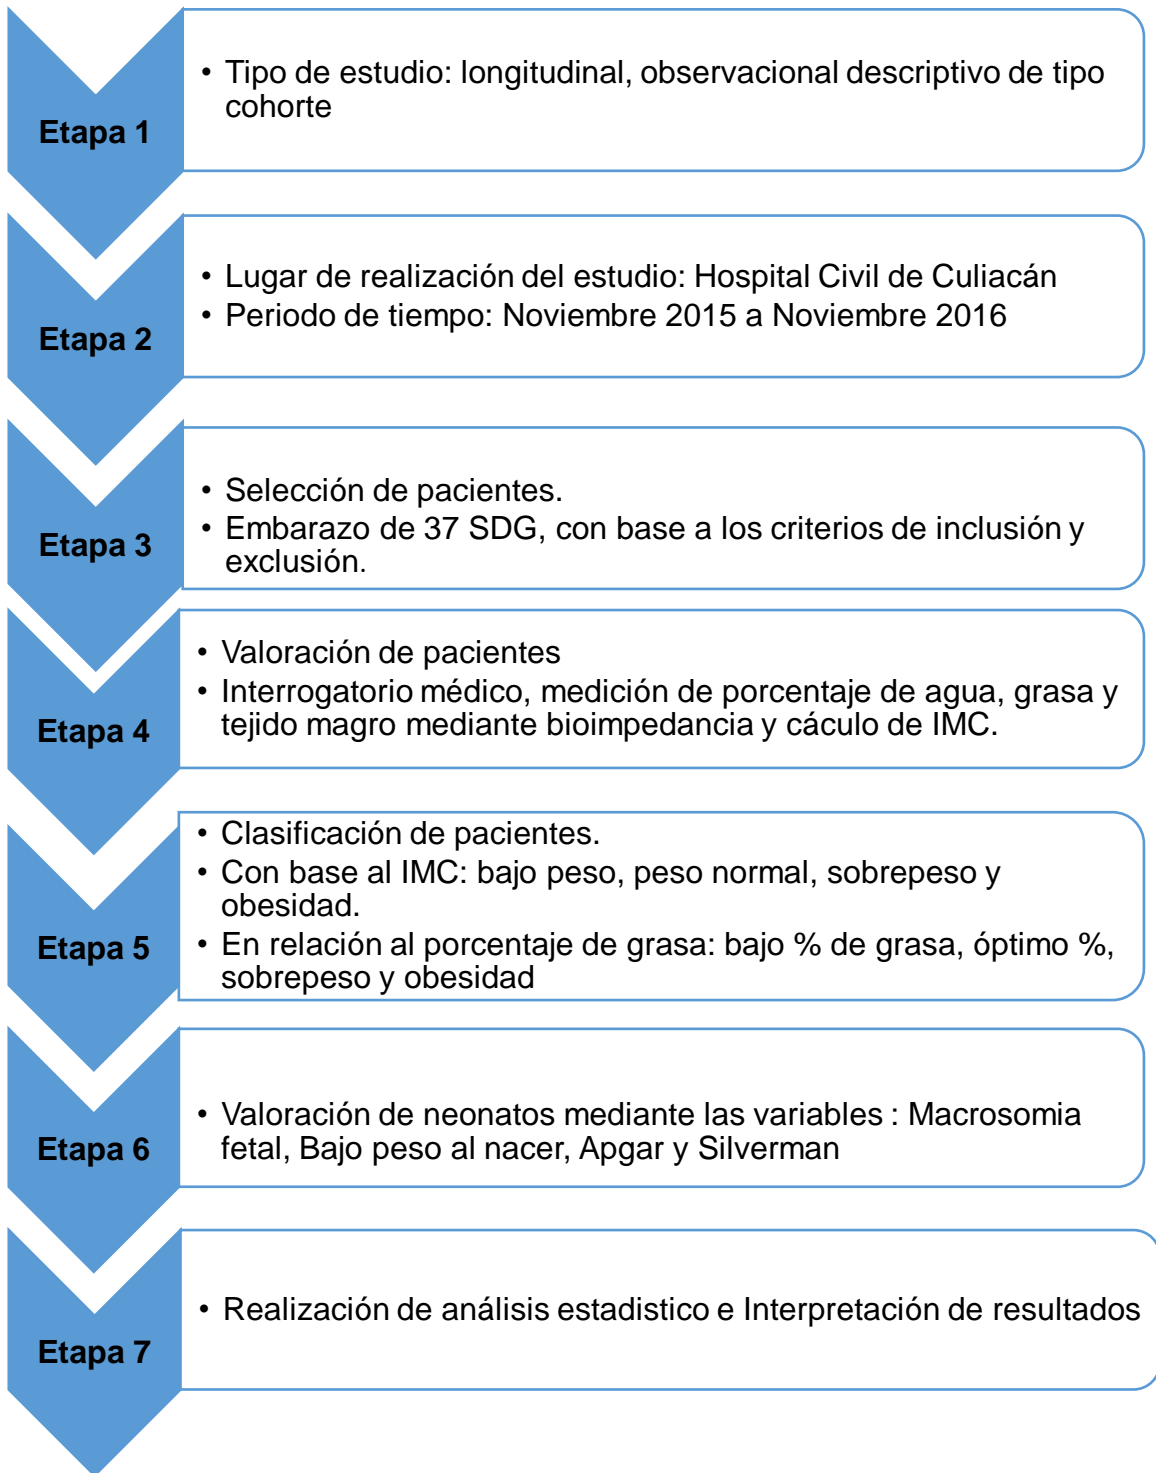 Etapa 1
• Tipo de estudio: longitudinal, observacional descriptivo de tipo
cohorte
Etapa 2
• Lugar de realización del estudio: Hospital Civil de Culiacán
• Periodo de tiempo: Noviembre 2015 a Noviembre 2016
Etapa 3
• Selección de pacientes.
• Embarazo de 37 SDG, con base a los criterios de inclusión y
exclusión.
Etapa 4
• Valoración de pacientes
• Interrogatorio médico, medición de porcentaje de agua, grasa y
tejido magro mediante bioimpedancia y cáculo de IMC.
Etapa 5
• Clasificación de pacientes.
• Con base al IMC: bajo peso, peso normal, sobrepeso y
obesidad.
• En relación al porcentaje de grasa: bajo % de grasa, óptimo %,
sobrepeso y obesidad
Etapa 6
• Valoración de neonatos mediante las variables : Macrosomia
fetal, Bajo peso al nacer, Apgar y Silverman
Etapa 7
• Realización de análisis estadistico e Interpretación de resultados